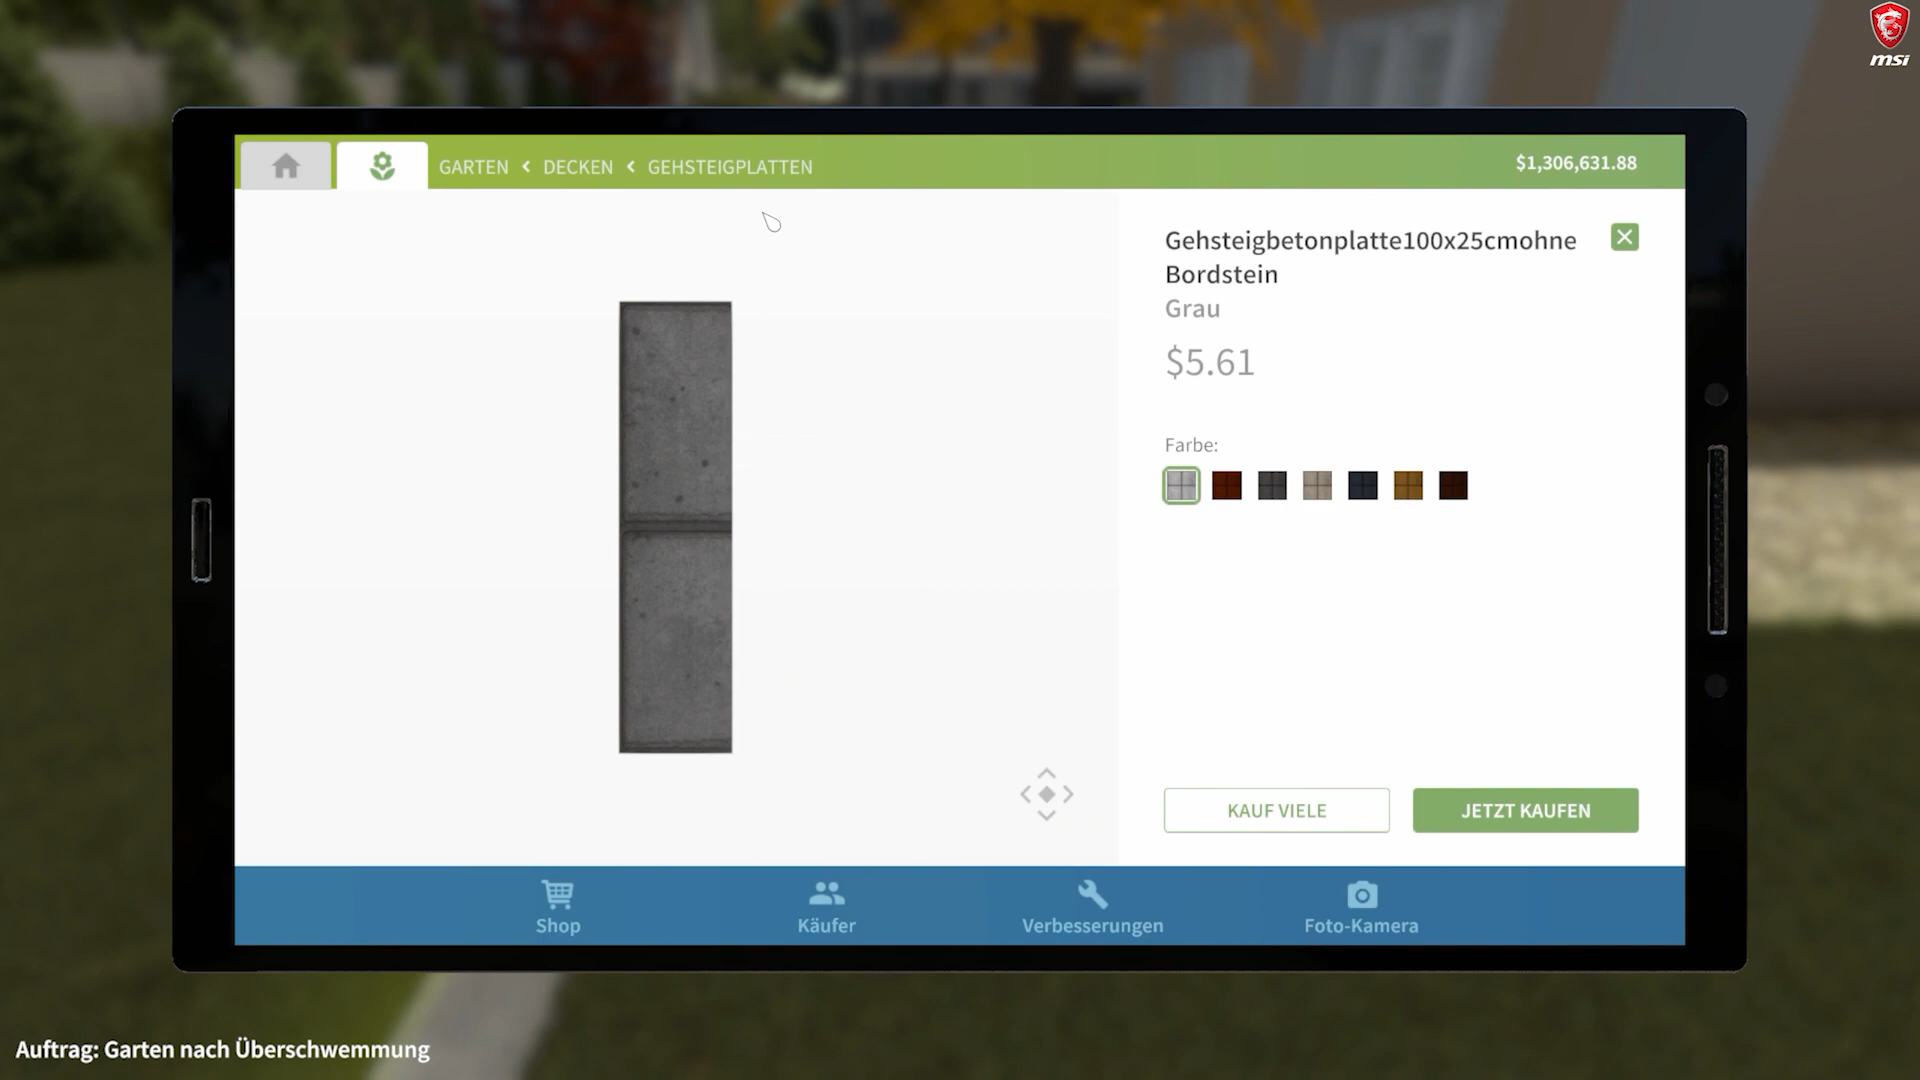 msi
GARTEN < DECKEN < GEHSTEIGPLATTEN
$1,306,631.88
Gehsteigbetonplatte100x25cmohne
Bordstein
Grau
$5.61
Farbe:
KAUF VIELE
JETZT KAUFEN
Shop
Käufer
Verbesserungen
Foto-Kamera
Auftrag: Garten nach Überschwemmung